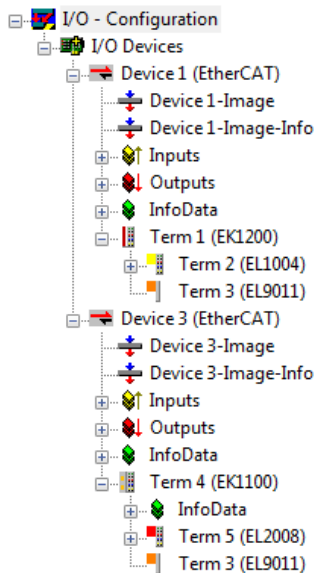 I/O - Configuration
I/O Devices
Device 1 (EtherCAT)
Device 1-Image
Device 1-Image-Info
Inputs
Outputs
InfoData
Term 1 (EK1200)
Term 2 (EL1004)
Term 3 (EL9011)
Device 3 (EtherCAT)
Device 3-Image
Device 3-Image-Info
Inputs
Outputs
InfoData
Term 4 (EK1100)
InfoData
Term 5 (EL2008)
Term 3 (EL9011)